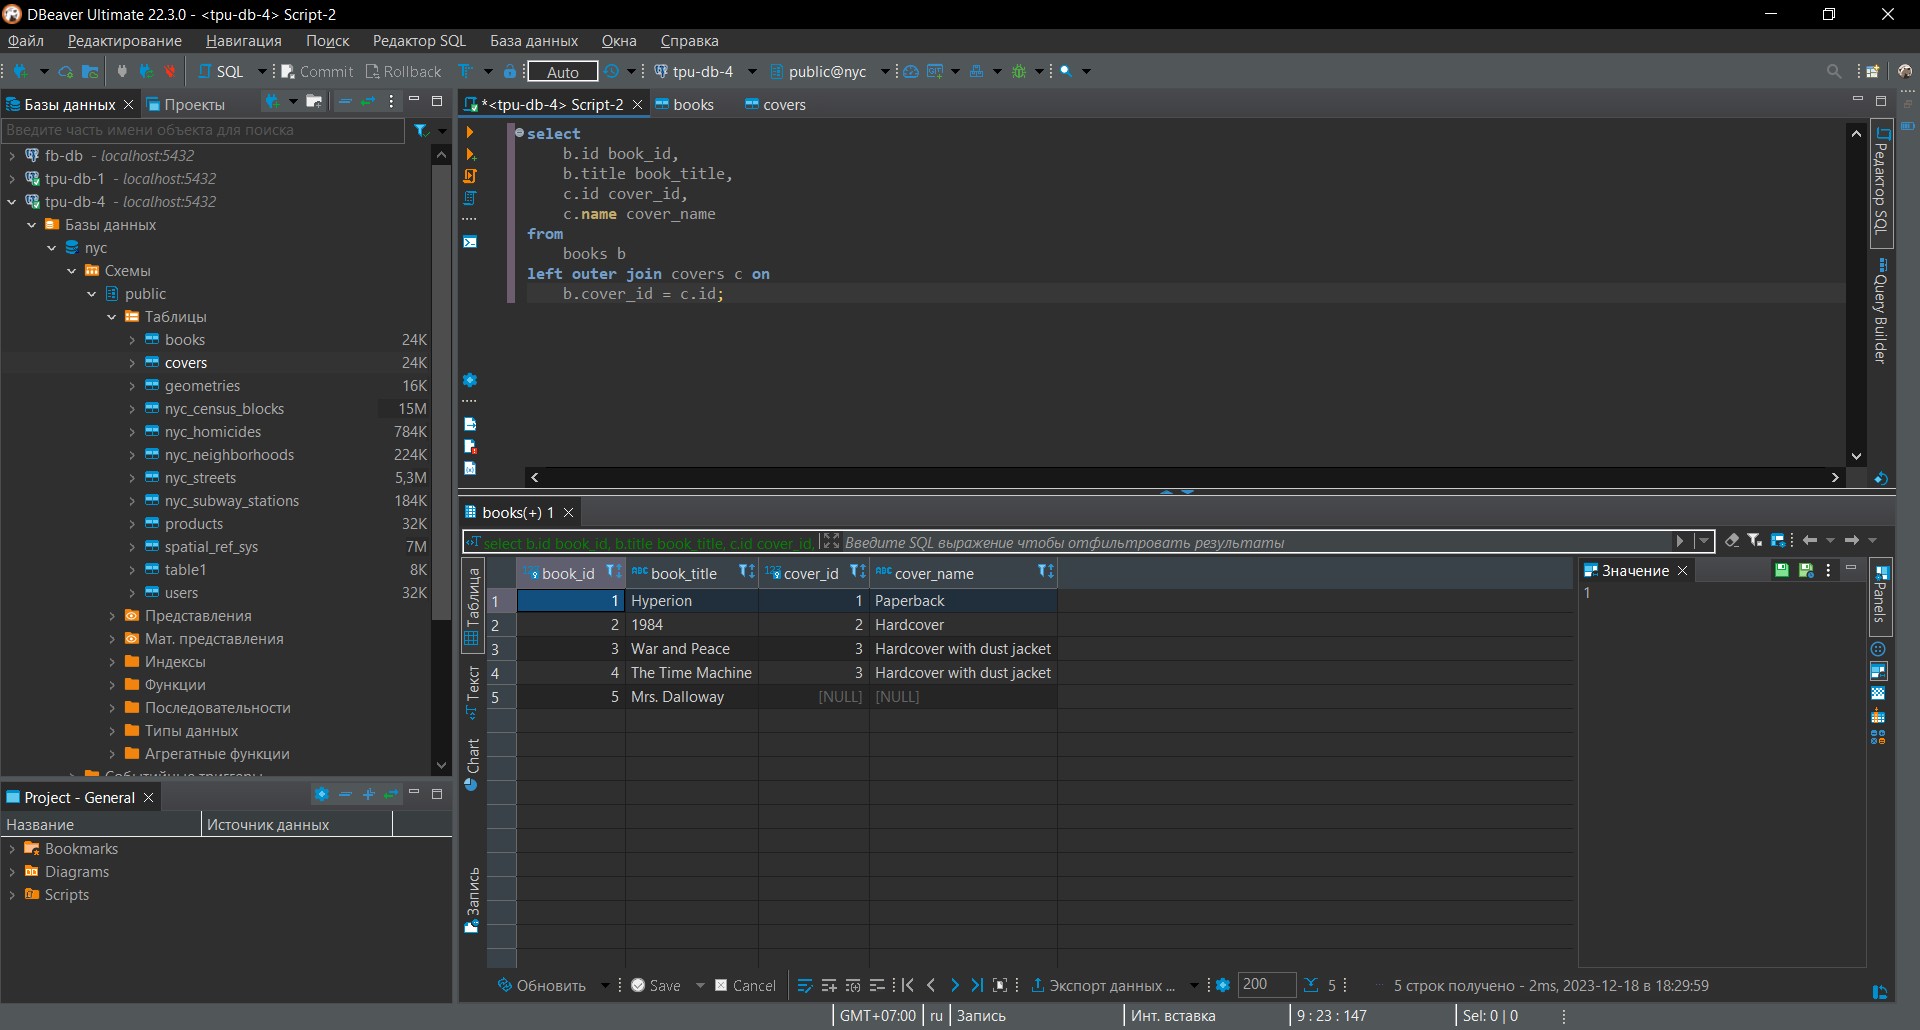 DBeaver Ultimate 22.3.0 - <tpu-db-4> Script-2
Файл Редактирование Навигация Поиск Редактор SQL База данных Окна Справка
SQL Commit Rollback Auto tpu-db-4 public@nyc
Базы данных Проекты
Введите часть имени объекта для поиска
fb-db - localhost:5432
tpu-db-1 - localhost:5432
tpu-db-4 - localhost:5432
Базы данных
nyc
Схемы
public
Таблицы
books 24K
covers 24K
geometries 16K
nyc_census_blocks 15M
nyc_homicides 784K
nyc_neighborhoods 224K
nyc_streets 5,3M
nyc_subway_stations 184K
products 32K
spatial_ref_sys 7M
table1 8K
users 32K
Представления
Мат. представления
Индексы
Функции
Последовательности
Типы данных
Агрегатные функции
Project - General
Название Источник данных
Bookmarks
Diagrams
Scripts
*<tpu-db-4> Script-2 books covers
select
b.id book_id,
b.title book_title,
c.id cover_id,
c.name cover_name
from
books b
left outer join covers c on
b.cover_id = c.id;
Редактор SQL
Query Builder
books(+) 1
select b.id book_id, b.title book_title, c.id cover_id, Введите SQL выражение чтобы отфильтровать результаты
Таблица
Текст
Chart
Запись
book_id book_title cover_id cover_name
1 1 Hyperion 1 Paperback
2 2 1984 2 Hardcover
3 3 War and Peace 3 Hardcover with dust jacket
4 4 The Time Machine 3 Hardcover with dust jacket
5 5 Mrs. Dalloway [NULL] [NULL]
Значение
1
Panels
Обновить Save Cancel Экспорт данных ... 200 5 5 строк получено - 2ms, 2023-12-18 в 18:29:59
GMT+07:00 ru Запись Инт. вставка 9 : 23 : 147 Sel: 0 | 0